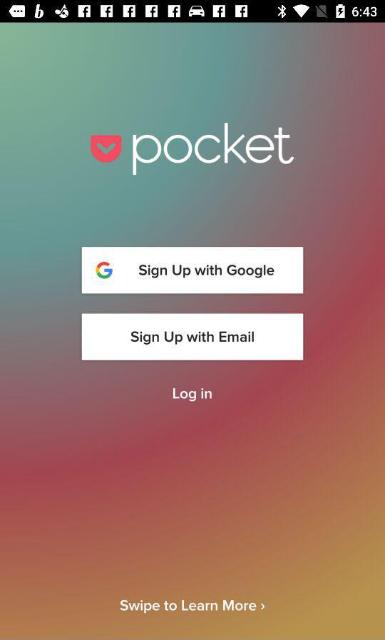 6:43
pocket
Sign Up with Google
Sign Up with Email
Log in
Swipe to Learn More ›